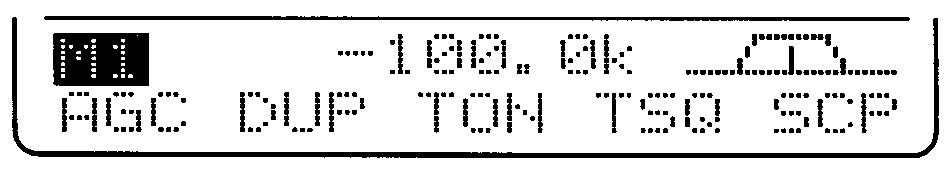 M1 -100.0k
AGC DUP TON TSQ SCP